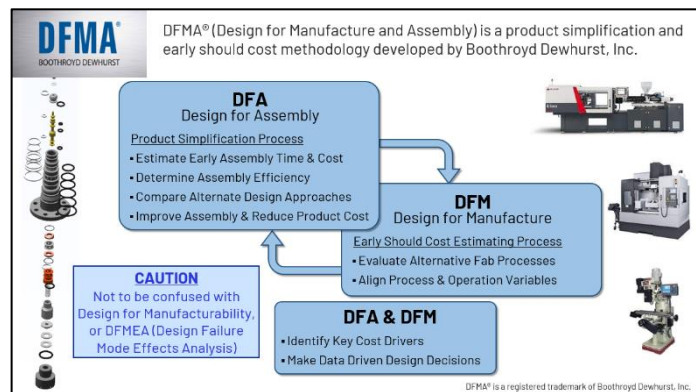 DFMA®
BOOTHROYD DEWHURST
DFMA® (Design for Manufacture and Assembly) is a product simplification and
early should cost methodology developed by Boothroyd Dewhurst, Inc.
DFA
Design for Assembly
Product Simplification Process
▪ Estimate Early Assembly Time & Cost
▪ Determine Assembly Efficiency
▪ Compare Alternate Design Approaches
▪ Improve Assembly & Reduce Product Cost
DFM
Design for Manufacture
Early Should Cost Estimating Process
▪ Evaluate Alternative Fab Processes
▪ Align Process & Operation Variables
CAUTION
Not to be confused with
Design for Manufacturability,
or DFMEA (Design Failure
Mode Effects Analysis)
DFA & DFM
▪ Identify Key Cost Drivers
▪ Make Data Driven Design Decisions
DFMA® is a registered trademark of Boothroyd Dewhurst, Inc.